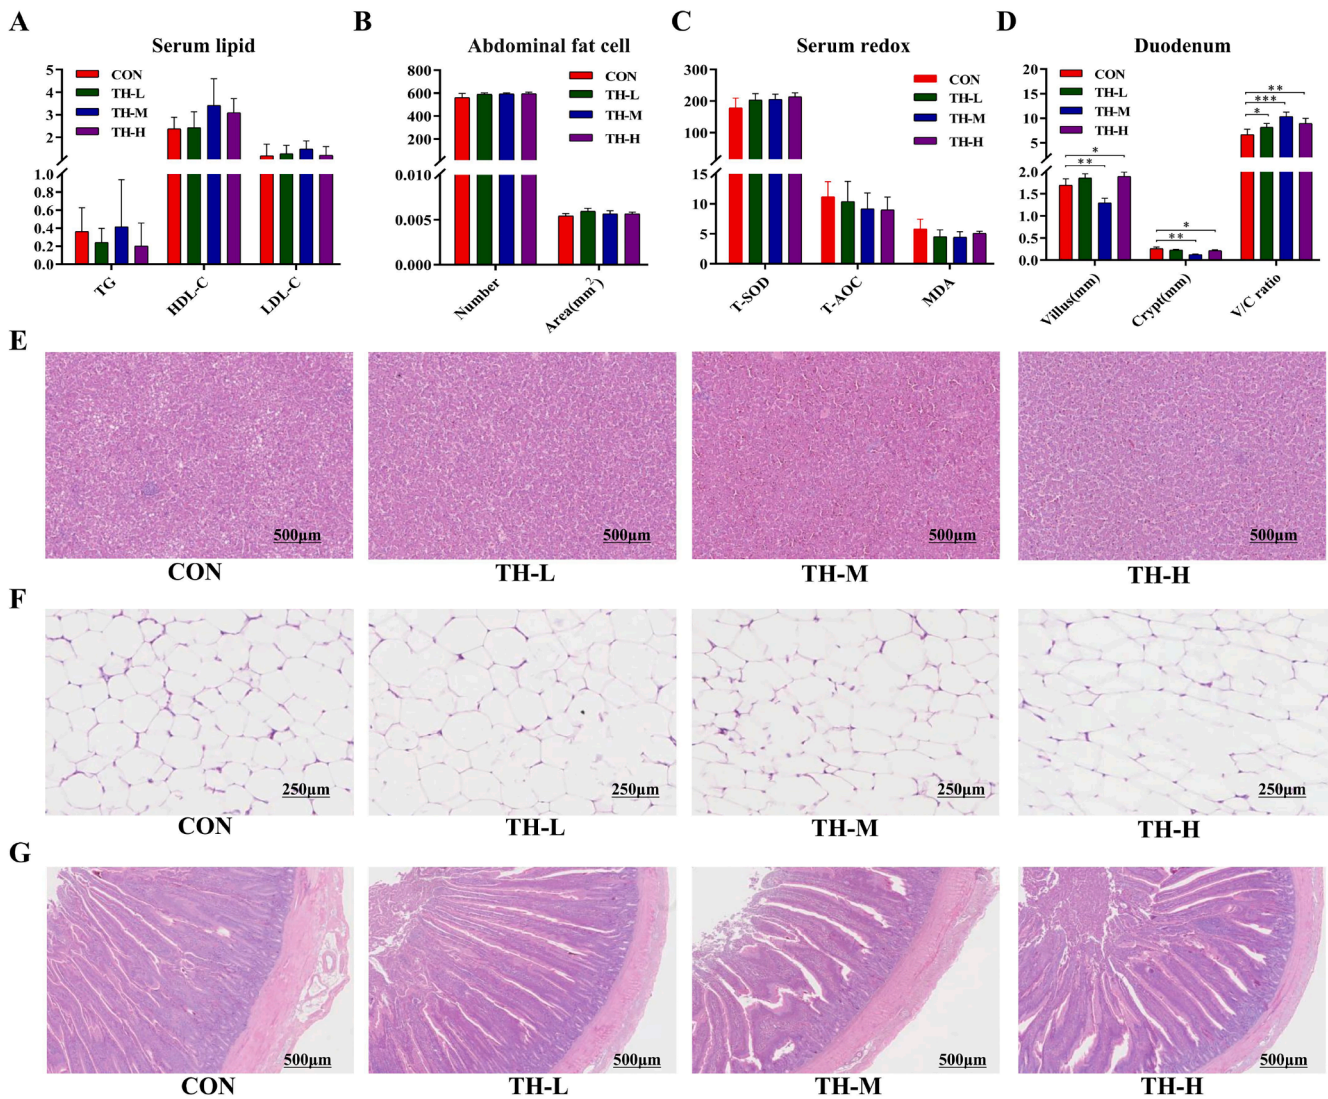 A
Serum lipid
5
4
3
2
1
1.0
0.8
0.6
0.4
0.2
0.0
CON
TH-L
TH-M
TH-H
TG
HDL-C
LDL-C
B
Abdominal fat cell
800
600
400
200
0
0.010
0.005
0.000
CON
TH-L
TH-M
TH-H
Number
Area(mm²)
C
Serum redox
300
200
100
15
10
5
0
CON
TH-L
TH-M
TH-H
T-SOD
T-AOC
MDA
D
Duodenum
20
15
10
5
2.0
1.5
1.0
0.5
0.0
CON
TH-L
TH-M
TH-H
*
**
*
**
**
***
*
Villus(mm)
Crypt(mm)
V/C ratio
E
500μm
500μm
500μm
500μm
CON
TH-L
TH-M
TH-H
F
250μm
250μm
250μm
250μm
CON
TH-L
TH-M
TH-H
G
500μm
500μm
500μm
500μm
CON
TH-L
TH-M
TH-H